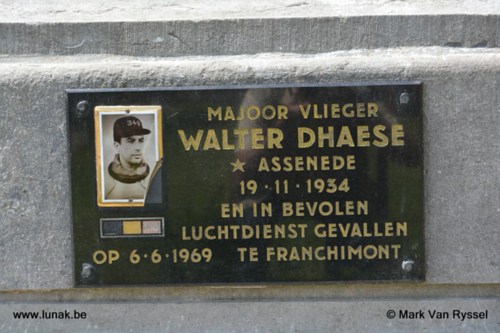 MAJOOR VLIEGER
WALTER DHAESE
★ ASSENEDE
19·11·1934
EN IN BEVOLEN
LUCHTDIENST GEVALLEN
OP 6·6·1969 TE FRANCHIMONT
www.lunak.be
© Mark Van Ryssel